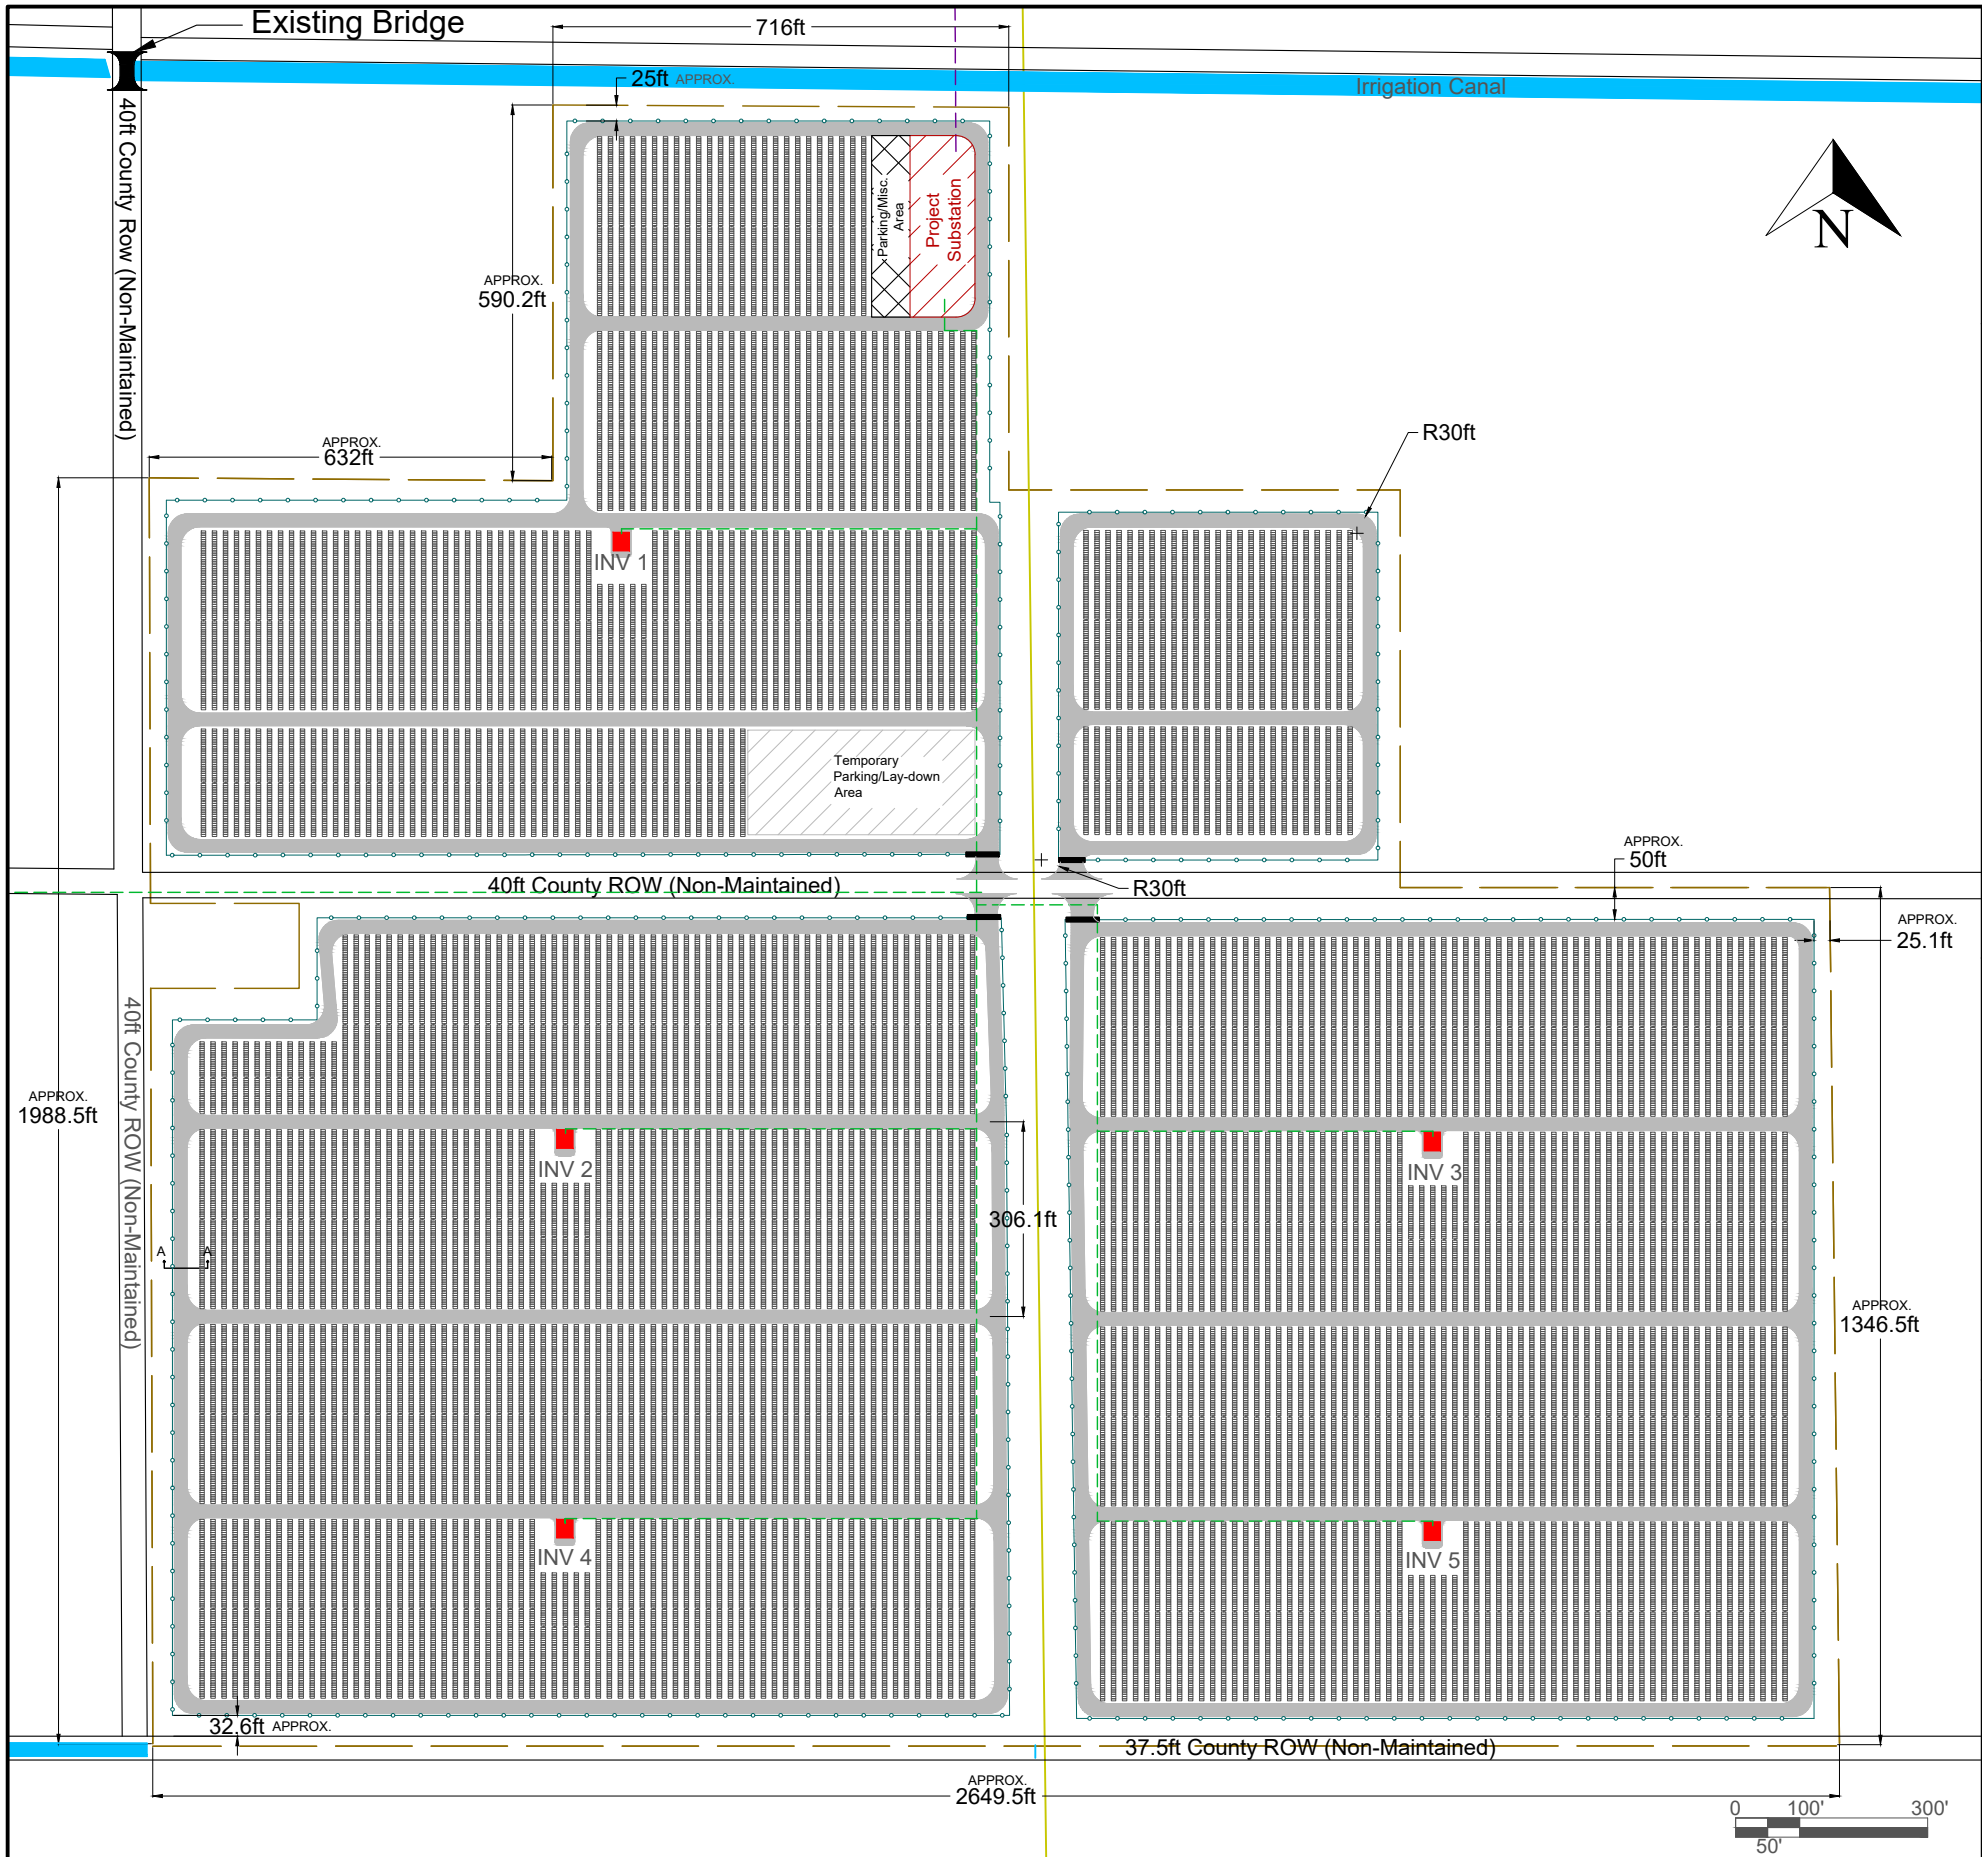 Existing Bridge
716ft
25ft APPROX.
Irrigation Canal
40ft County Row (Non-Maintained)
Parking/Misc.
Area
Project
Substation
N
APPROX.
590.2ft
R30ft
APPROX.
632ft
INV 1
Temporary
Parking/Lay-down
Area
APPROX.
50ft
40ft County ROW (Non-Maintained)
R30ft
APPROX.
25.1ft
40ft County ROW (Non-Maintained)
APPROX.
1988.5ft
INV 2
INV 3
306.1ft
A A
APPROX.
1346.5ft
INV 4
INV 5
32.6ft APPROX.
37.5ft County ROW (Non-Maintained)
APPROX.
2649.5ft
0 100' 300'
50'